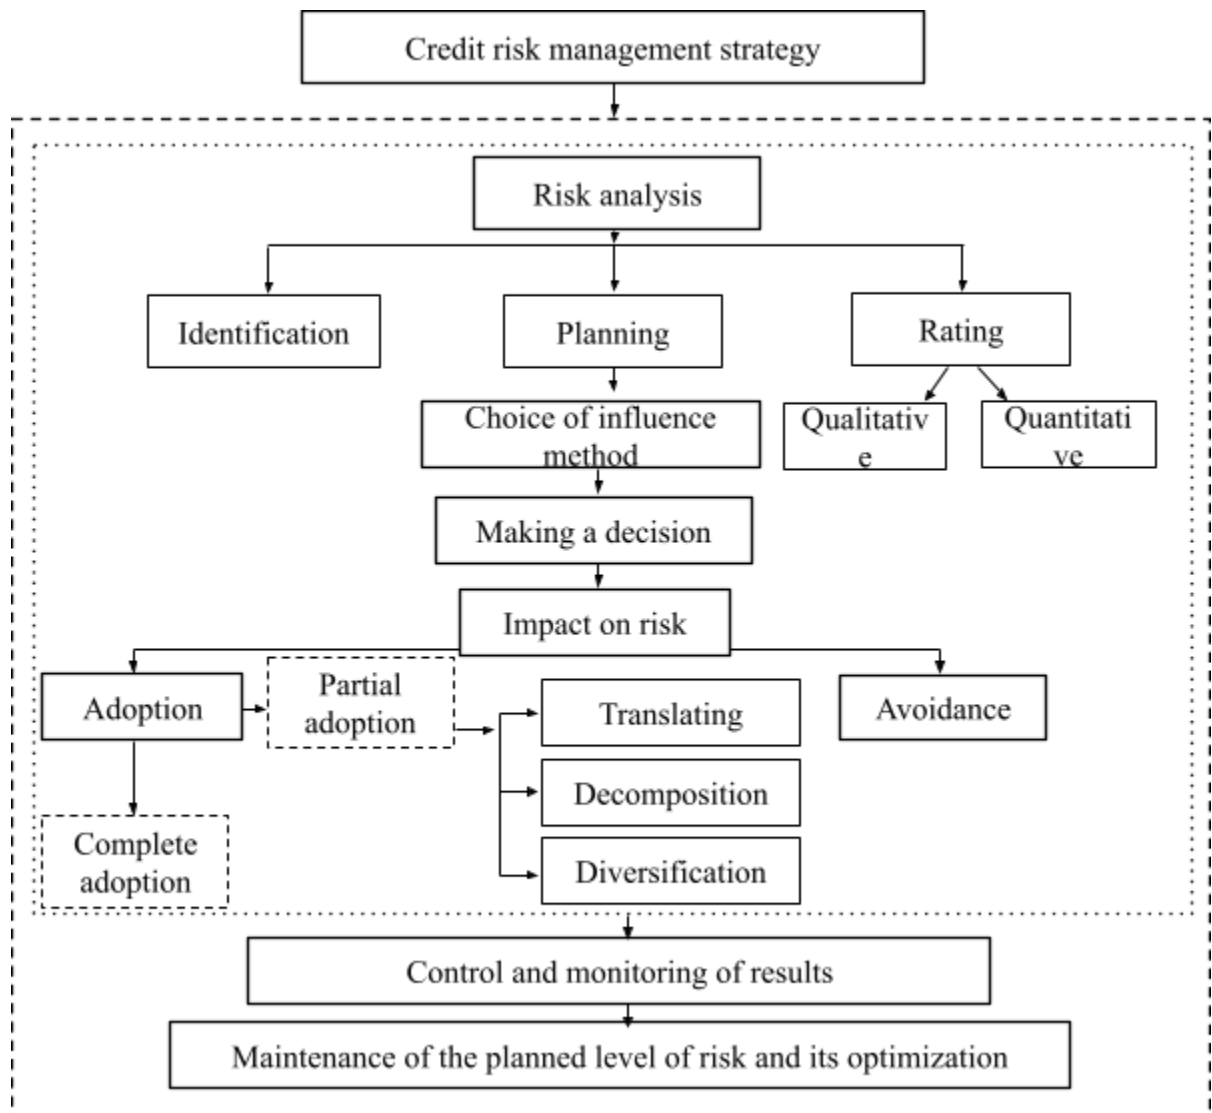 Credit risk management strategy
Risk analysis
Identification
Planning
Rating
Choice of influence
method
Qualitativ
e
Quantitati
ve
Making a decision
Impact on risk
Adoption
Partial
adoption
Translating
Avoidance
Decomposition
Complete
adoption
Diversification
Control and monitoring of results
Maintenance of the planned level of risk and its optimization